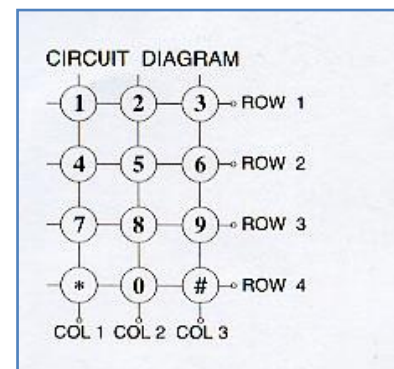 CIRCUIT DIAGRAM
1 2 3 ROW 1
4 5 6 ROW 2
7 8 9 ROW 3
* 0 # ROW 4
COL 1 COL 2 COL 3